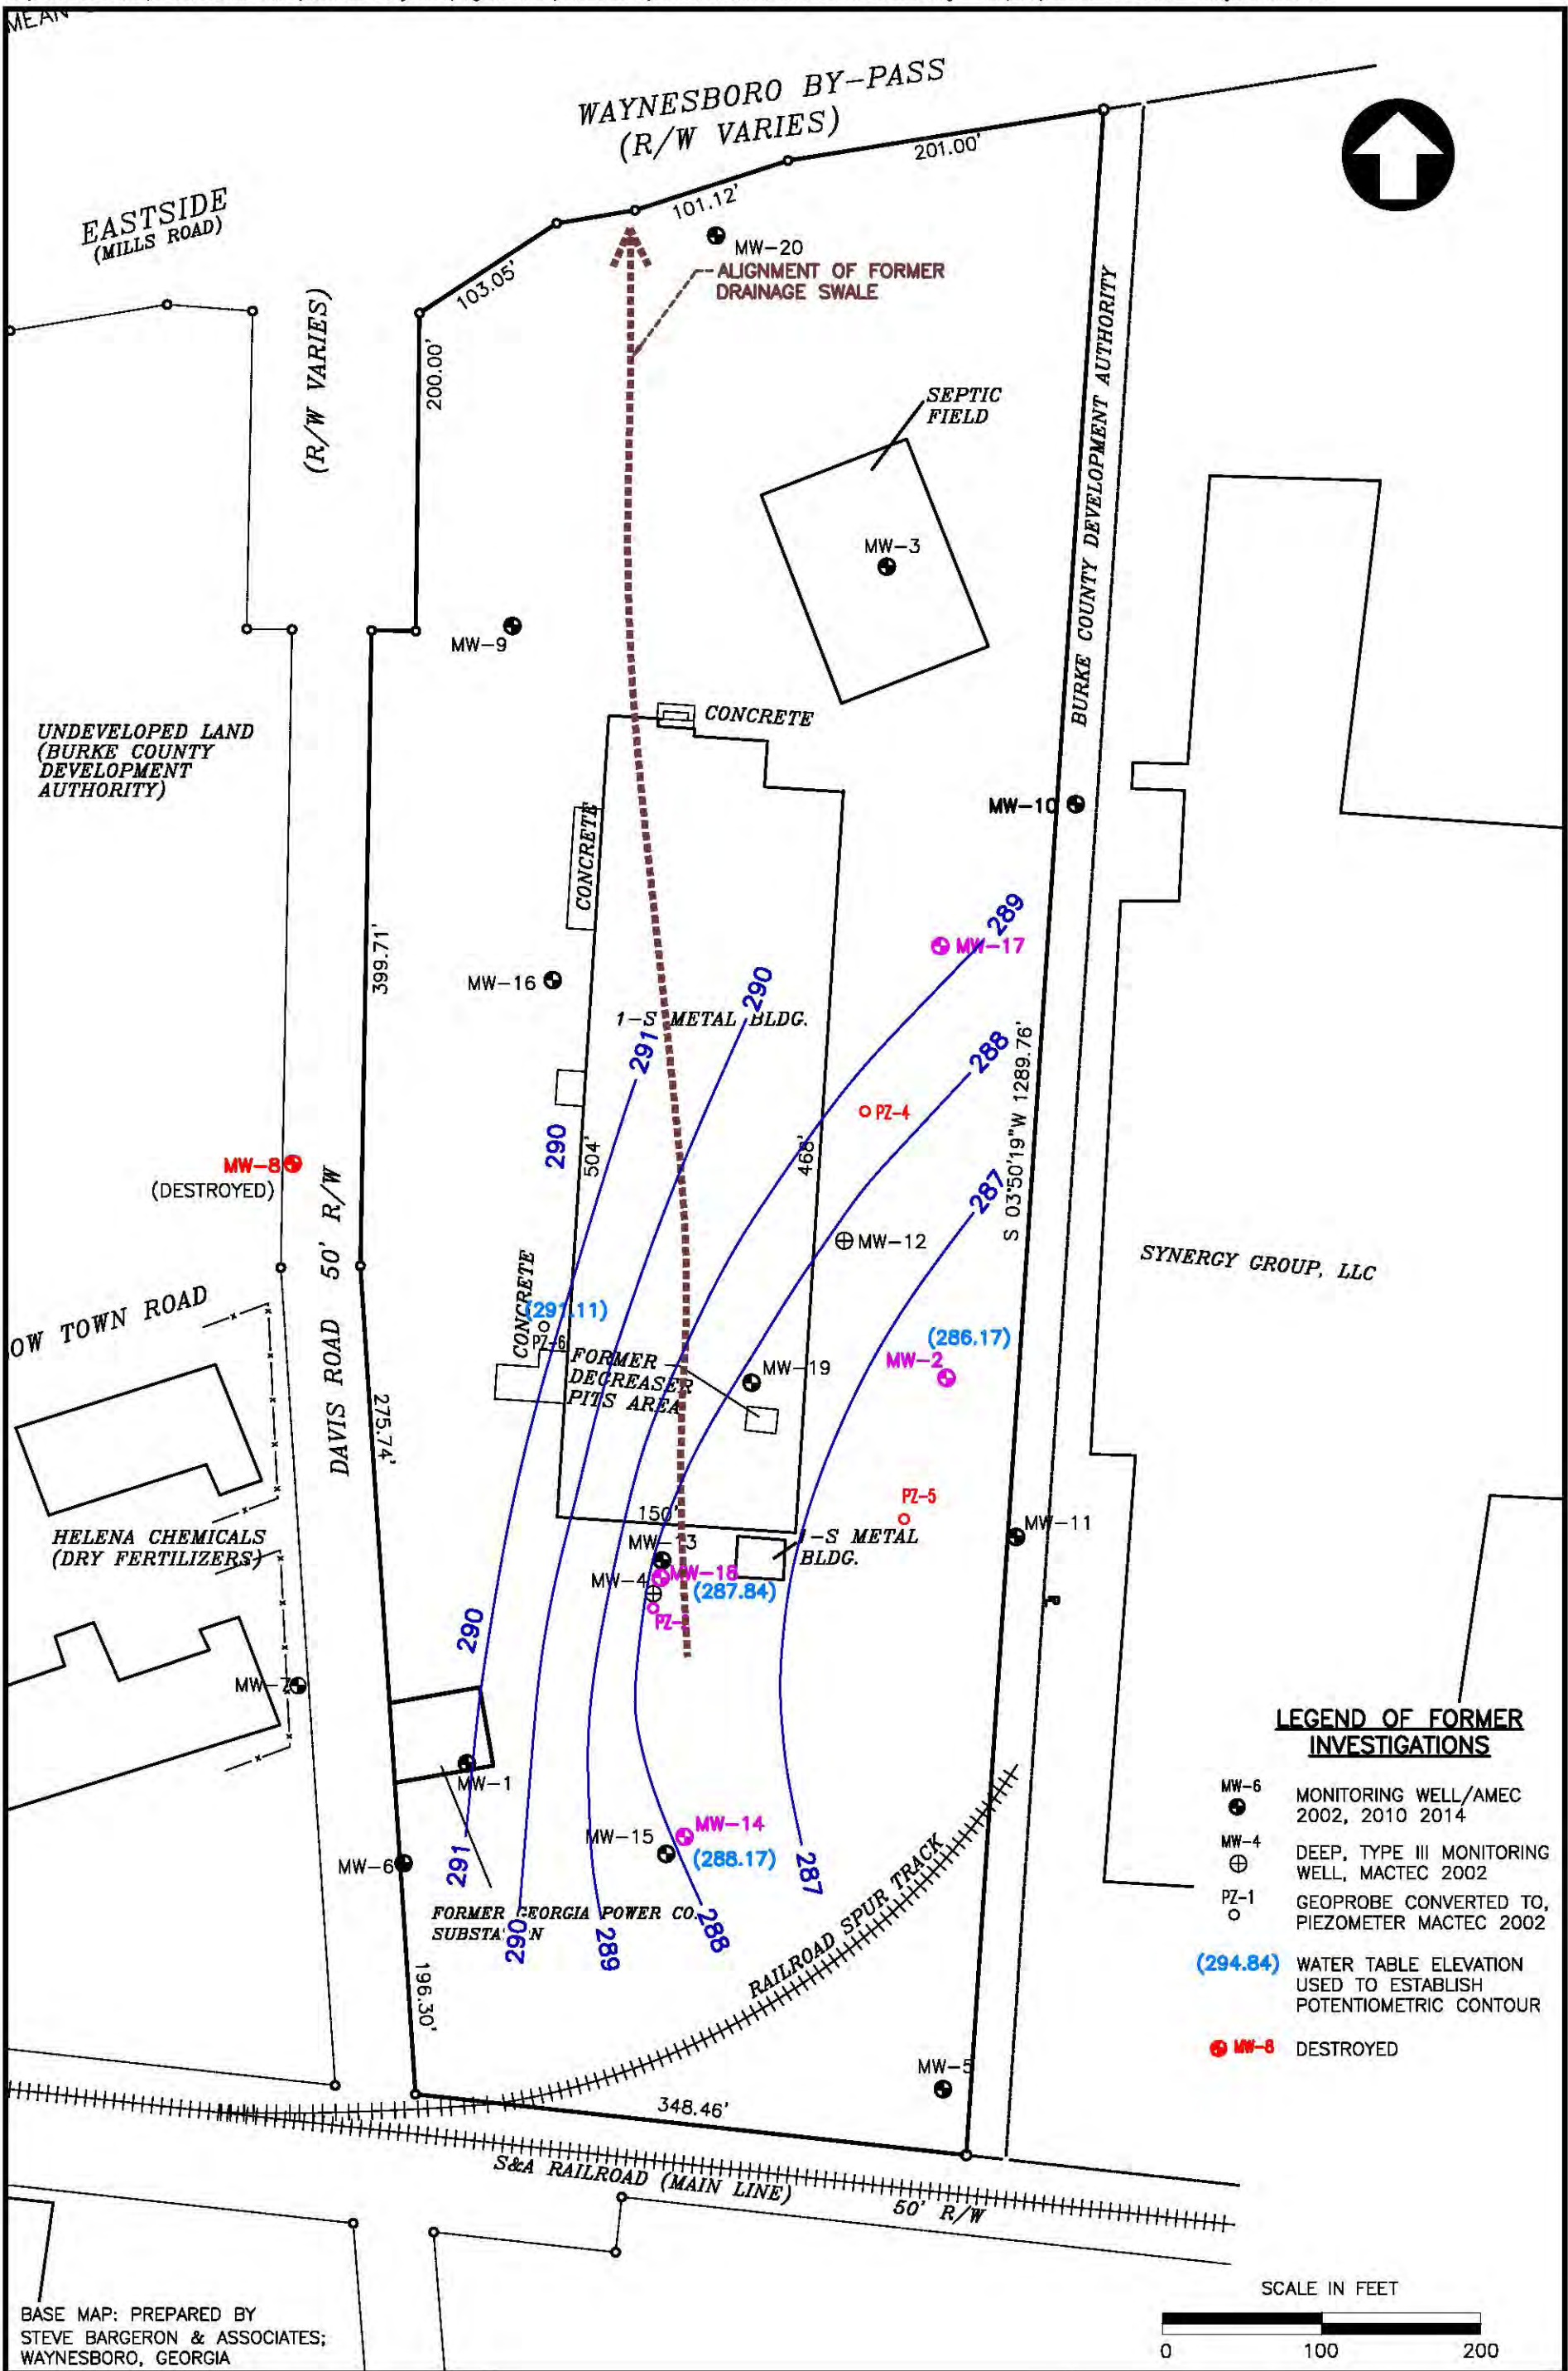 WAYNESBORO BY-PASS
(R/W VARIES)
201.00'
101.12'
103.05'
EASTSIDE
(MILLS ROAD)
MW-20
ALIGNMENT OF FORMER
DRAINAGE SWALE
200.00'
(R/W VARIES)
SEPTIC
FIELD
BURKE COUNTY DEVELOPMENT AUTHORITY
MW-3
MW-9
CONCRETE
UNDEVELOPED LAND
(BURKE COUNTY
DEVELOPMENT
AUTHORITY)
MW-10
CONCRETE
399.71'
289
MW-17
MW-16
290
1-S METAL BLDG.
291
288
S 03°50'19"W 1289.76'
PZ-4
290
504'
468'
MW-8
(DESTROYED)
287
DAVIS ROAD 50' R/W
MW-12
SYNERGY GROUP, LLC
CONCRETE
OW TOWN ROAD
(291.11)
PZ-6
(286.17)
MW-2
FORMER
DEGREASER
PITS AREA
MW-19
275.74'
PZ-5
150'
MW-11
HELENA CHEMICALS
(DRY FERTILIZERS)
MW-13
1-S METAL
BLDG.
MW-18
MW-4
(287.84)
290
MW-7
MW-1
MW-14
MW-15
(288.17)
MW-6
291
287
FORMER GEORGIA POWER CO.
290
289
288
RAILROAD SPUR TRACK
196.30'
MW-5
348.46'
S&A RAILROAD (MAIN LINE)
50' R/W
LEGEND OF FORMER
INVESTIGATIONS
MW-6
MONITORING WELL/AMEC
2002, 2010 2014
MW-4
DEEP, TYPE III MONITORING
WELL, MACTEC 2002
PZ-1
GEOPROBE CONVERTED TO,
PIEZOMETER MACTEC 2002
(294.84)
WATER TABLE ELEVATION
USED TO ESTABLISH
POTENTIOMETRIC CONTOUR
MW-8
DESTROYED
BASE MAP: PREPARED BY
STEVE BARGERON & ASSOCIATES;
WAYNESBORO, GEORGIA
SCALE IN FEET
0 100 200